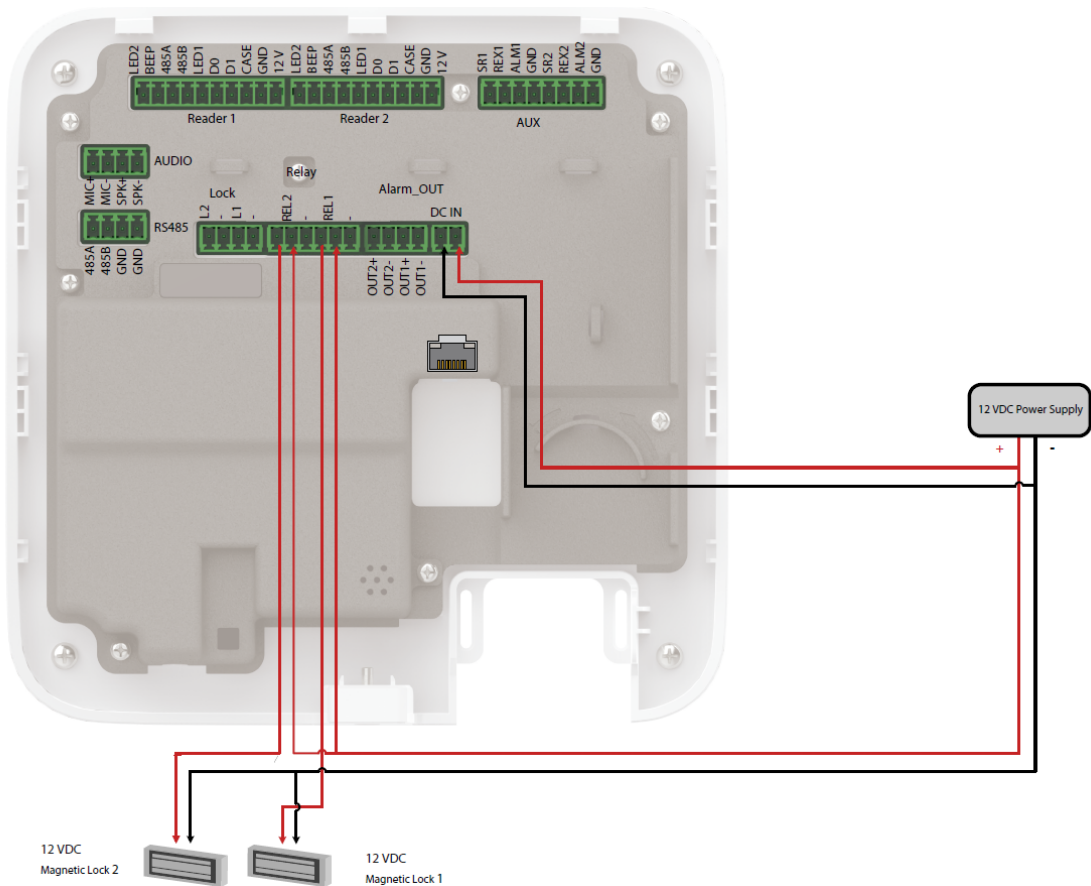 LED2 BEEP 485A 485B LED1 D0 D1 CASE GND 12 V LED2 BEEP 485A 485B LED1 D0 D1 CASE GND 12 V SR1 REX1 ALM1 GND SR2 REX2 ALM2 GND
Reader 1
Reader 2
AUX
AUDIO
MIC+ MIC- SPK+ SPK-
Relay
Lock
Alarm_OUT
L2 - L1 - REL2 - REL1 -
DC IN
RS485
485A 485B GND GND
OUT2+ OUT2- OUT1+ OUT1-
12 VDC Power Supply
+ -
12 VDC
Magnetic Lock 2
12 VDC
Magnetic Lock 1